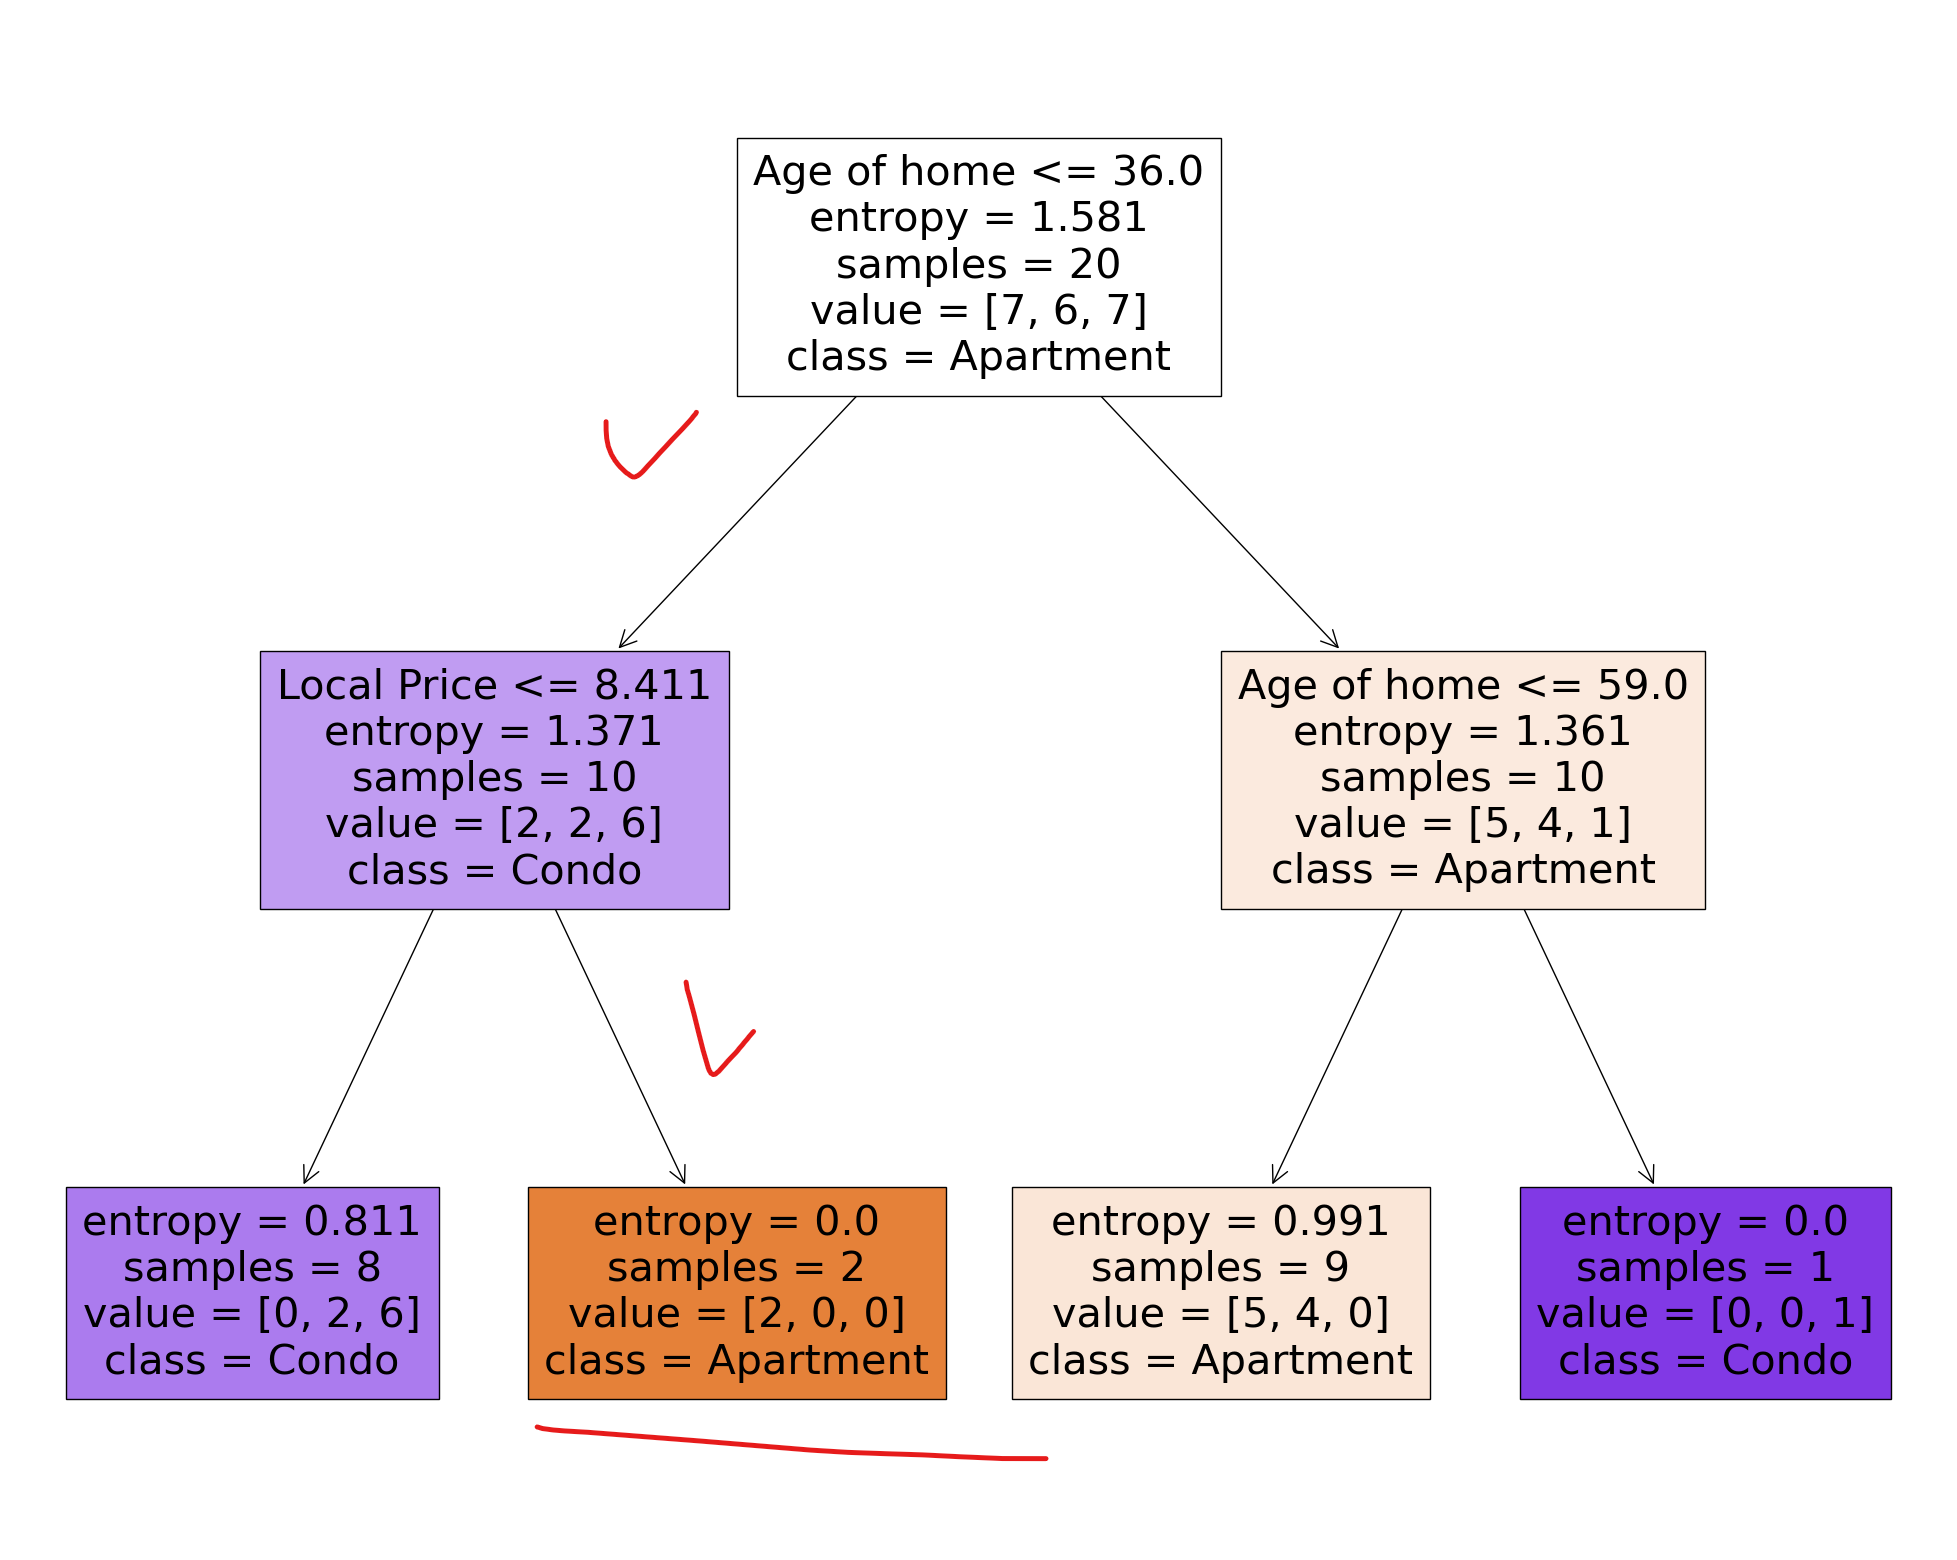 Age of home <= 36.0
entropy = 1.581
samples = 20
value = [7, 6, 7]
class = Apartment
Local Price <= 8.411
entropy = 1.371
samples = 10
value = [2, 2, 6]
class = Condo
Age of home <= 59.0
entropy = 1.361
samples = 10
value = [5, 4, 1]
class = Apartment
entropy = 0.811
samples = 8
value = [0, 2, 6]
class = Condo
entropy = 0.0
samples = 2
value = [2, 0, 0]
class = Apartment
entropy = 0.991
samples = 9
value = [5, 4, 0]
class = Apartment
entropy = 0.0
samples = 1
value = [0, 0, 1]
class = Condo